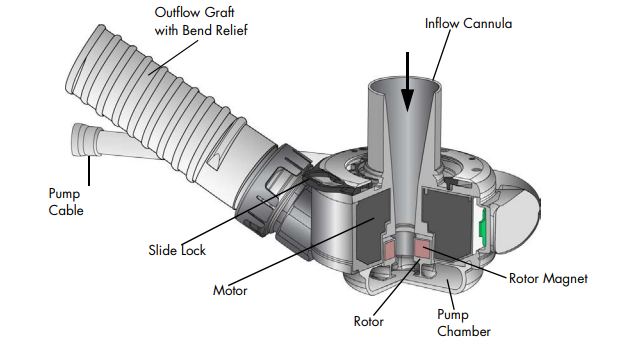 Outflow Graft
with Bend Relief
Inflow Cannula
Pump
Cable
Slide Lock
Motor
Rotor Magnet
Rotor
Pump
Chamber